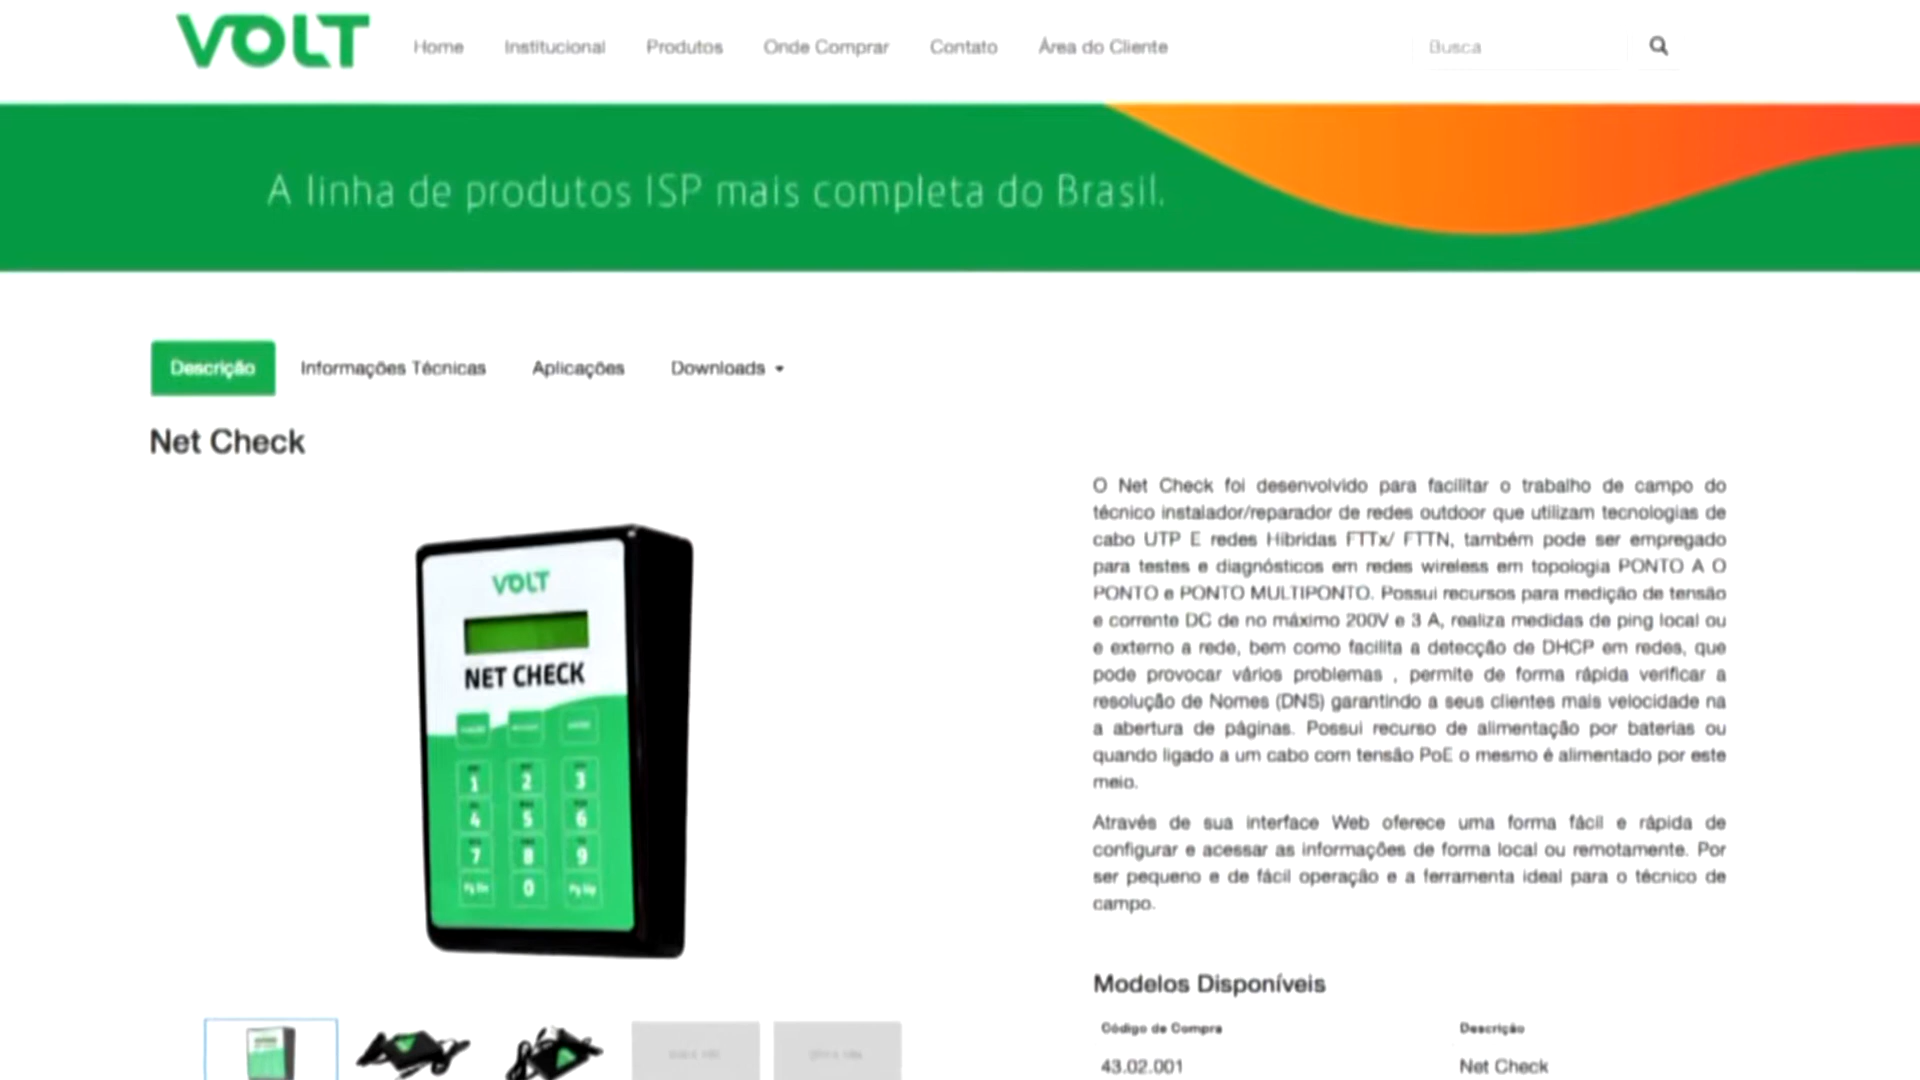 VOLT
Home Institucional Produtos Onde Comprar Contato Área do Cliente Busca
A linha de produtos ISP mais completa do Brasil.
Descrição Informações Técnicas Aplicações Downloads
Net Check
VOLT
NET CHECK
1 2 3
4 5 6
7 8 9
Pg Dn 0 Pg Up
O Net Check foi desenvolvido para facilitar o trabalho de campo do
técnico instalador/reparador de redes outdoor que utilizam tecnologias de
cabo UTP E redes Hibridas FTTx/ FTTN, também pode ser empregado
para testes e diagnósticos em redes wireless em topologia PONTO A O
PONTO e PONTO MULTIPONTO. Possui recursos para medição de tensão
e corrente DC de no máximo 200V e 3 A, realiza medidas de ping local ou
e externo a rede, bem como facilita a detecção de DHCP em redes, que
pode provocar vários problemas , permite de forma rápida verificar a
resolução de Nomes (DNS) garantindo a seus clientes mais velocidade na
a abertura de páginas. Possui recurso de alimentação por baterias ou
quando ligado a um cabo com tensão PoE o mesmo é alimentado por este
meio.
Através de sua interface Web oferece uma forma fácil e rápida de
configurar e acessar as informações de forma local ou remotamente. Por
ser pequeno e de fácil operação e a ferramenta ideal para o técnico de
campo.
Modelos Disponíveis
Código de Compra Descrição
43.02.001 Net Check